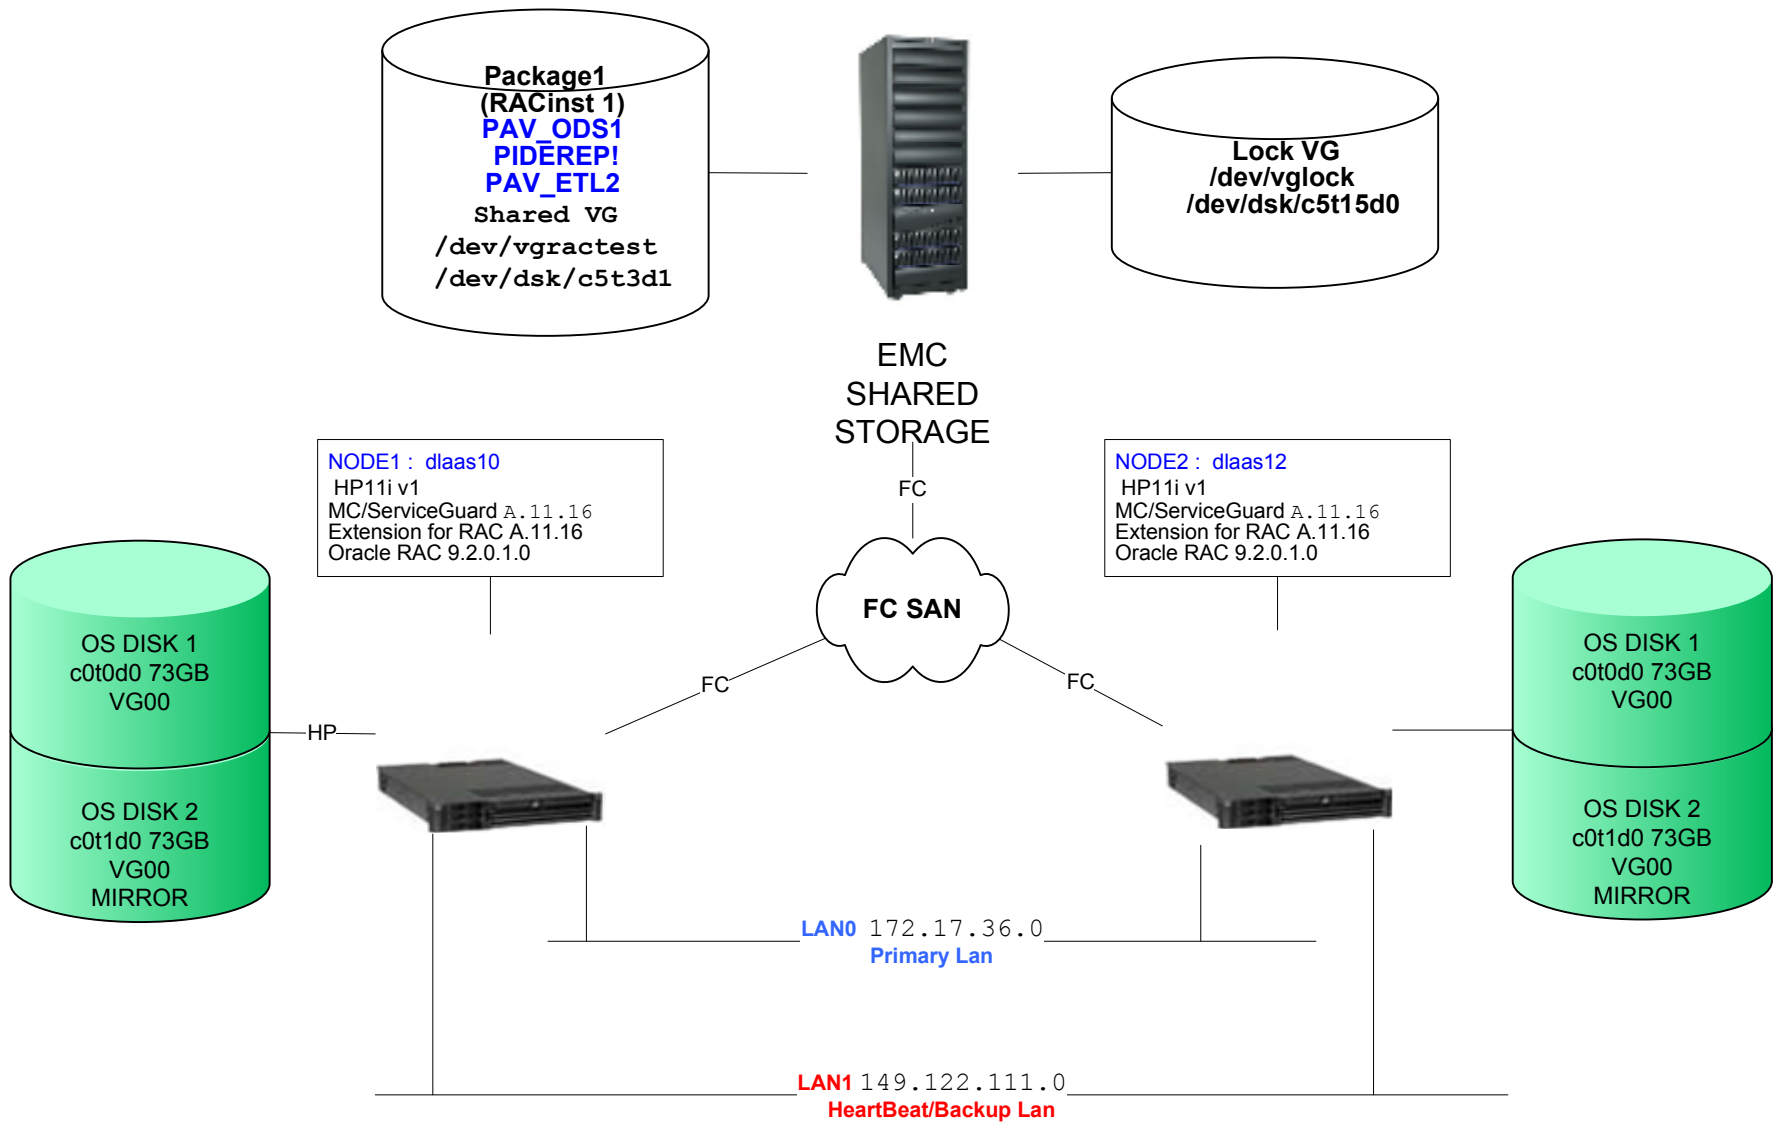 Package1
(RACinst 1)
PAV_ODS1
PIDEREP!
PAV_ETL2
Shared VG
/dev/vgractest
/dev/dsk/c5t3d1
Lock VG
/dev/vglock
/dev/dsk/c5t15d0
EMC
SHARED
STORAGE
FC
NODE1 : dlaas10
HP11i v1
MC/ServiceGuard A.11.16
Extension for RAC A.11.16
Oracle RAC 9.2.0.1.0
NODE2 : dlaas12
HP11i v1
MC/ServiceGuard A.11.16
Extension for RAC A.11.16
Oracle RAC 9.2.0.1.0
FC SAN
FC
FC
OS DISK 1
c0t0d0 73GB
VG00
HP
OS DISK 2
c0t1d0 73GB
VG00
MIRROR
OS DISK 1
c0t0d0 73GB
VG00
OS DISK 2
c0t1d0 73GB
VG00
MIRROR
LAN0 172.17.36.0
Primary Lan
LAN1 149.122.111.0
HeartBeat/Backup Lan